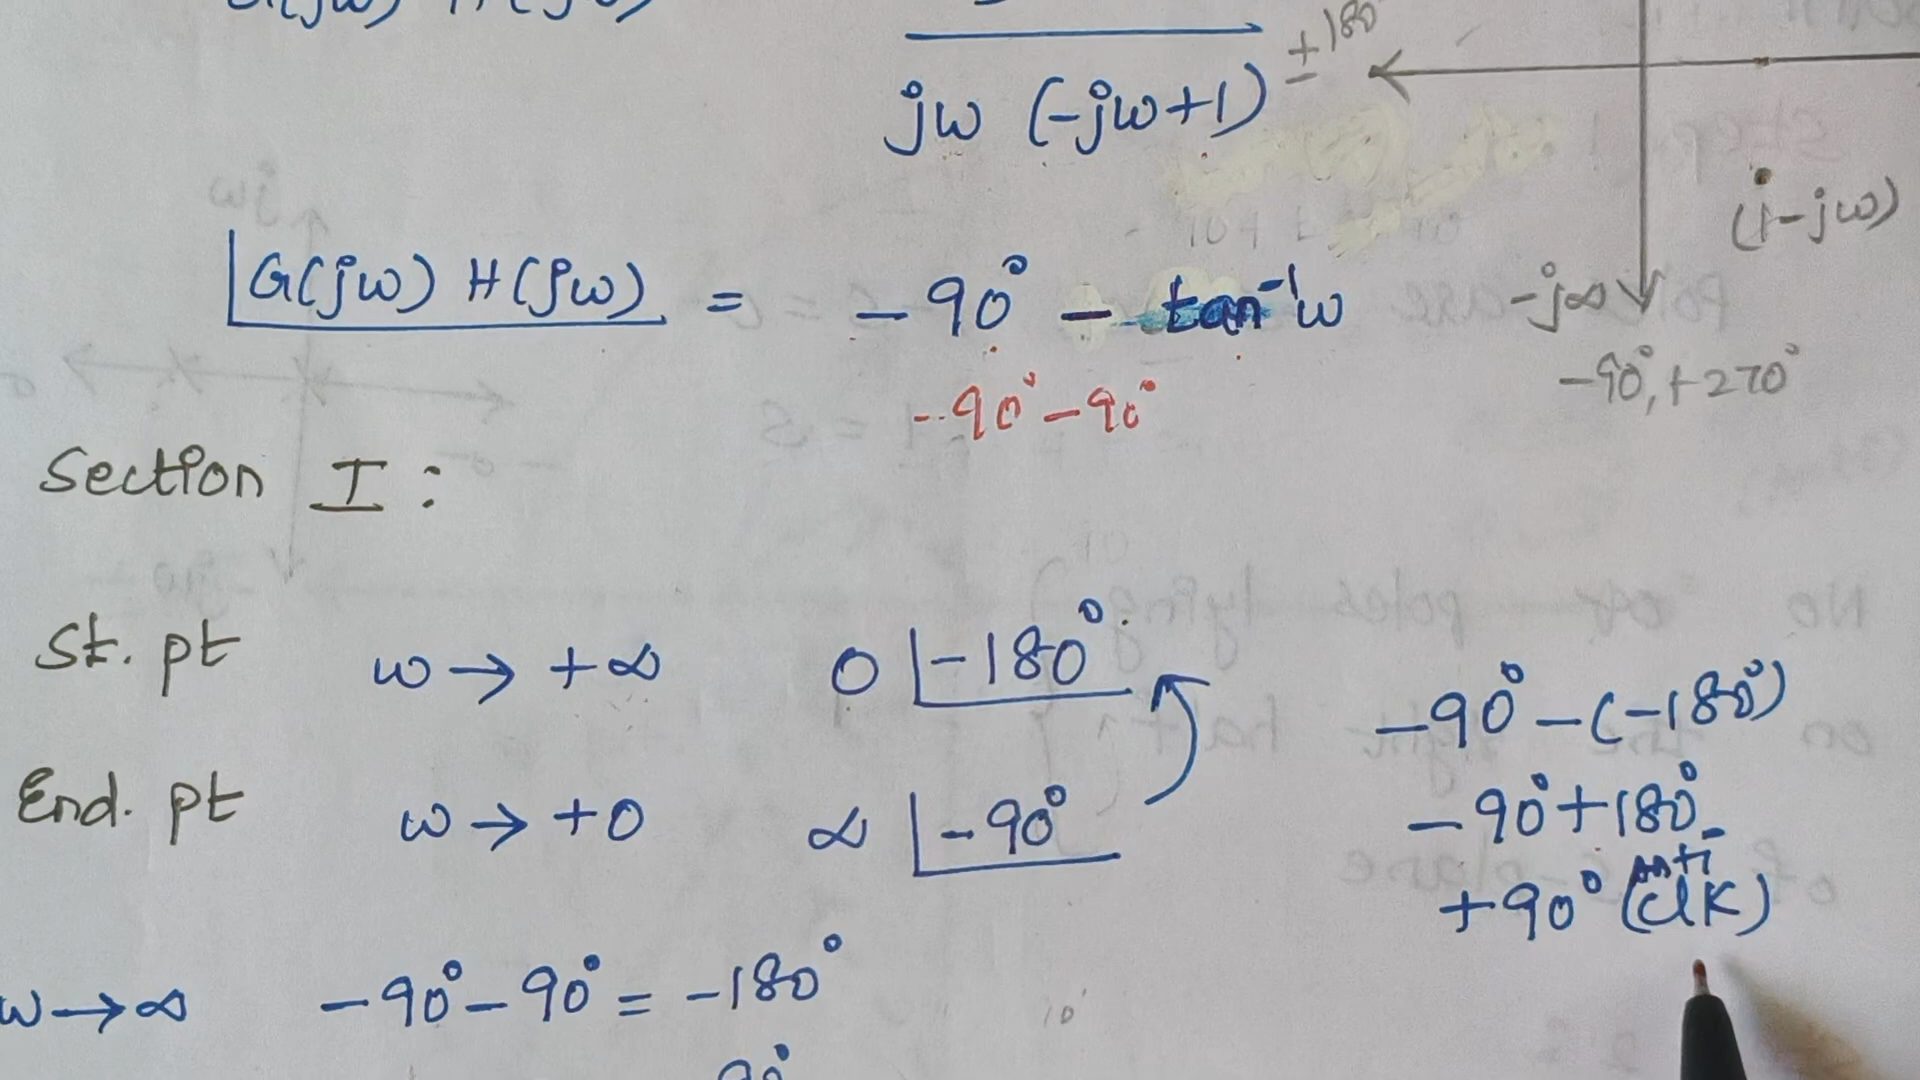 ±180
jω (-jω+1)
(1-jω)
∠G(jω) H(jω) = -90° - tan⁻¹ω
-j∞
-90°, +270°
-90° - 90°
Section I :
St. pt ω → +∞ 0 ∠-180°
-90° - (-180°)
End. pt ω → +0 ∞ ∠-90°
-90° + 180°
+90° (anti clk)
ω → ∞ -90° - 90° = -180°